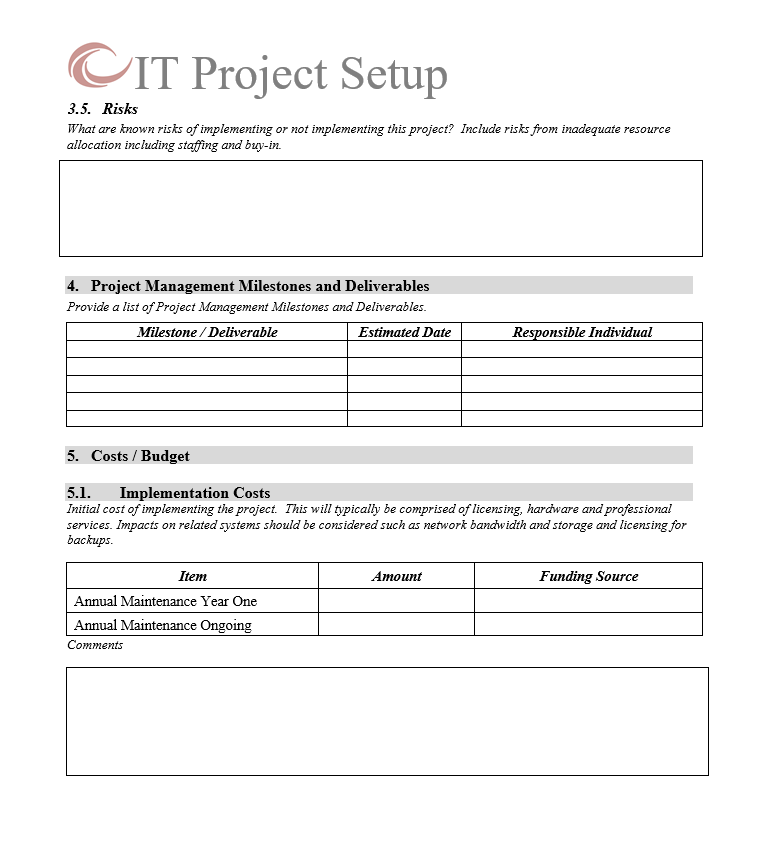 IT Project Setup
3.5. Risks
What are known risks of implementing or not implementing this project? Include risks from inadequate resource
allocation including staffing and buy-in.
4. Project Management Milestones and Deliverables
Provide a list of Project Management Milestones and Deliverables.
Milestone / Deliverable Estimated Date Responsible Individual
5. Costs / Budget
5.1. Implementation Costs
Initial cost of implementing the project. This will typically be comprised of licensing, hardware and professional
services. Impacts on related systems should be considered such as network bandwidth and storage and licensing for
backups.
Item Amount Funding Source
Annual Maintenance Year One
Annual Maintenance Ongoing
Comments